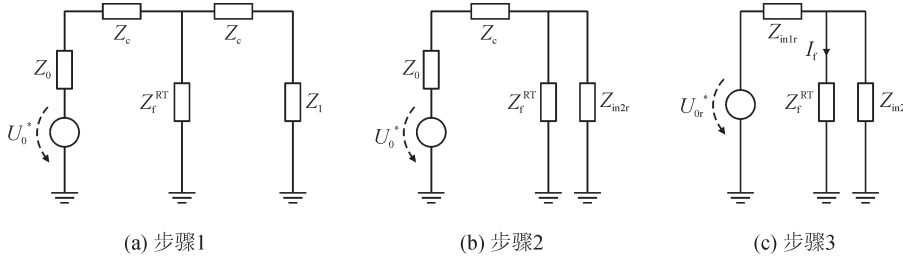 Z_c Z_c
Z_0
Z_f^RT
Z_1
U_0^*
(a) 步骤1
Z_c
Z_0
Z_f^RT
Z_in2r
U_0^*
(b) 步骤2
Z_in1r
I_f
U_0r^*
Z_f^RT
Z_in2
(c) 步骤3